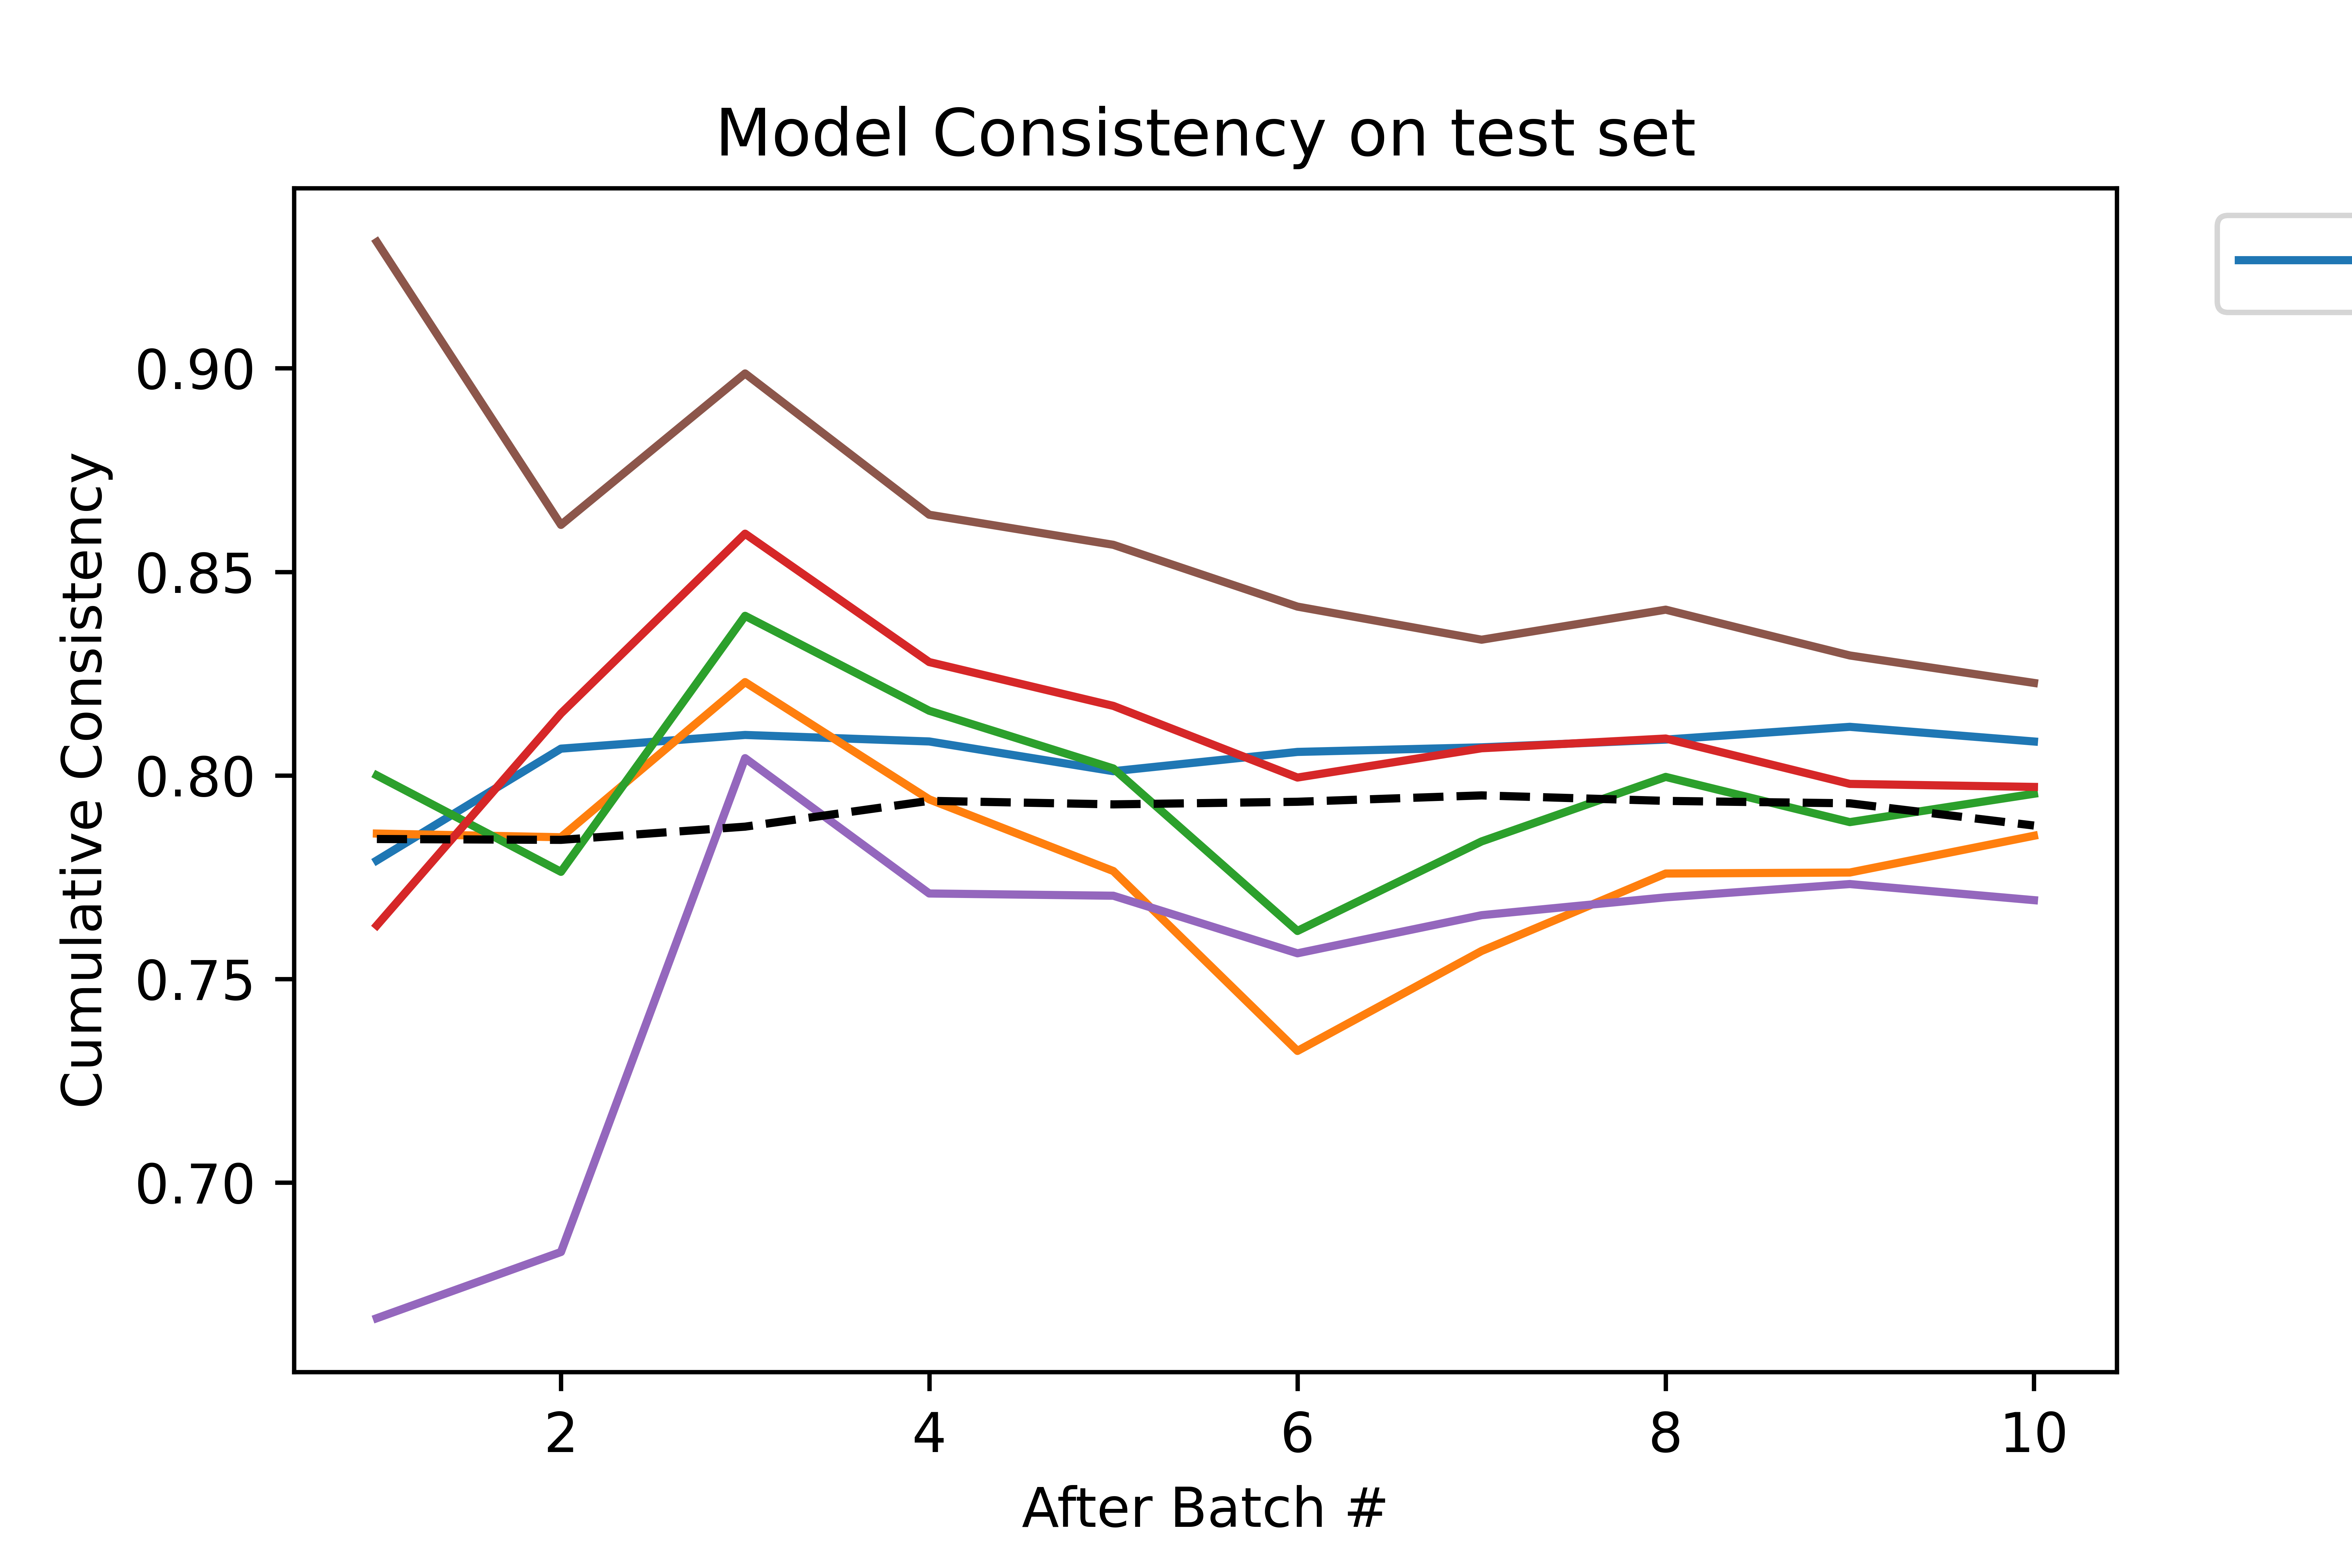 Model Consistency on test set
Cumulative Consistency
0.90
0.85
0.80
0.75
0.70
2 4 6 8 10
After Batch #